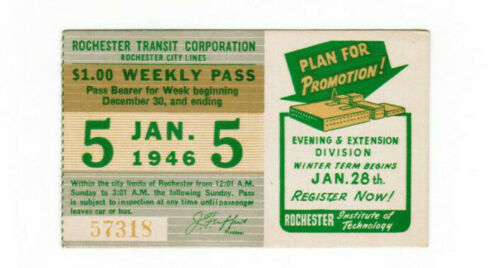 ROCHESTER TRANSIT CORPORATION
ROCHESTER CITY LINES
$1.00 WEEKLY PASS
Pass Bearer for Week beginning
December 30, and ending
5 JAN. 1946 5
Within the city limits of Rochester from 12:01 A.M.
Sunday to 3:01 A.M. the following Sunday. Pass
is subject to inspection at any time until passenger
leaves car or bus.
57318
PRESIDENT
PLAN FOR
PROMOTION!
EVENING & EXTENSION
DIVISION
WINTER TERM BEGINS
JAN. 28th.
REGISTER NOW!
ROCHESTER Institute of
Technology